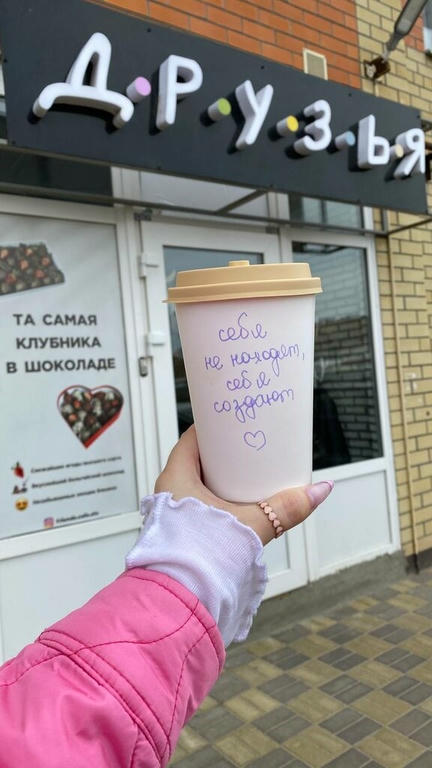 Д·Р·У·З·Ь·Я
ТА САМАЯ
КЛУБНИКА
В ШОКОЛАДЕ
себя
не находят,
себя
создают